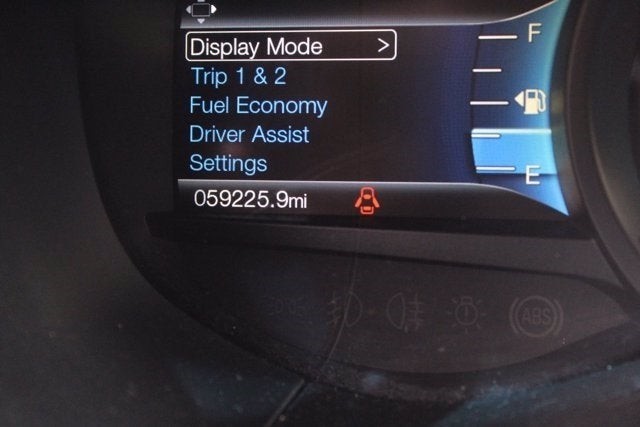 Display Mode >
Trip 1 & 2
Fuel Economy
Driver Assist
Settings
059225.9mi
F
E
ABS